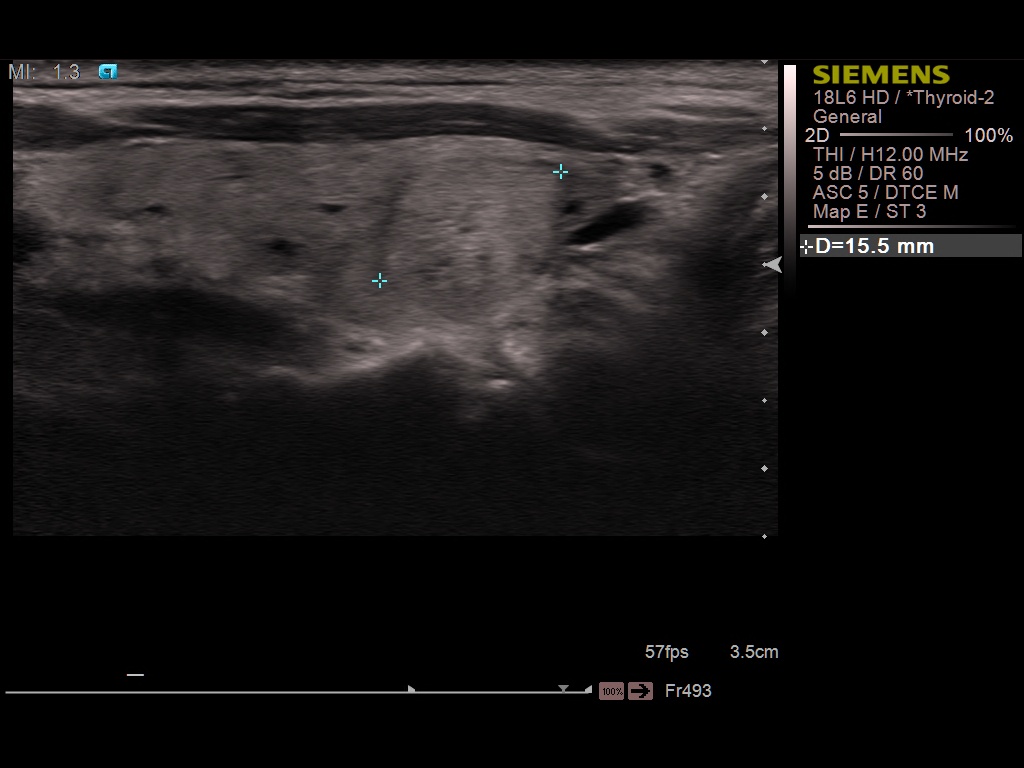 MI: 1.3
SIEMENS
18L6 HD / *Thyroid-2
General
2D 100%
THI / H12.00 MHz
5 dB / DR 60
ASC 5 / DTCE M
Map E / ST 3
D=15.5 mm
57fps 3.5cm
100% Fr493